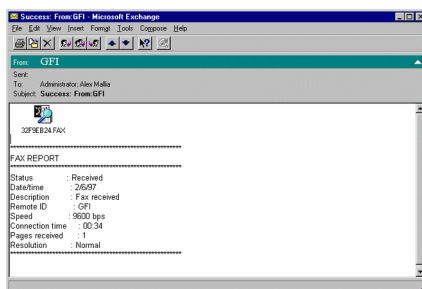 Success: From:GFI - Microsoft Exchange
File Edit View Insert Format Tools Compose Help
From: GFI
Sent:
To: Administrator; Alex Mallia
Subject: Success: From:GFI
32F9EB24.FAX
************************************************************
FAX REPORT
************************************************************
Status : Received
Date/time : 2/6/97
Description : Fax received
Remote ID : GFI
Speed : 9600 bps
Connection time : 00:34
Pages received : 1
Resolution : Normal
************************************************************